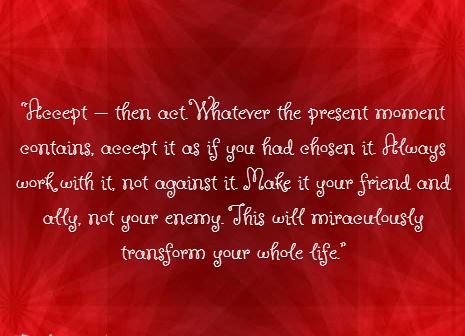 “Accept — then act. Whatever the present moment
contains, accept it as if you had chosen it. Always
work with it, not against it. Make it your friend and
ally, not your enemy. This will miraculously
transform your whole life.”